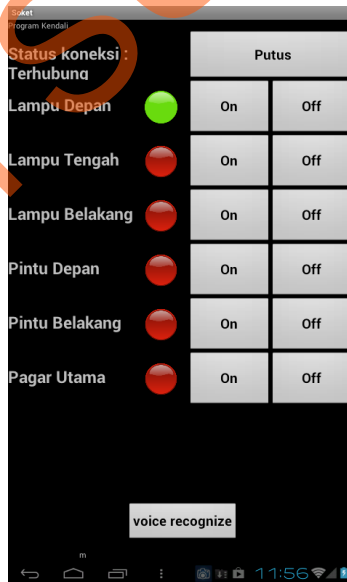 Soket
Program Kendali
Status koneksi : Putus
Terhubung
Lampu Depan On Off
Lampu Tengah On Off
Lampu Belakang On Off
Pintu Depan On Off
Pintu Belakang On Off
Pagar Utama On Off
voice recognize
m
11:56